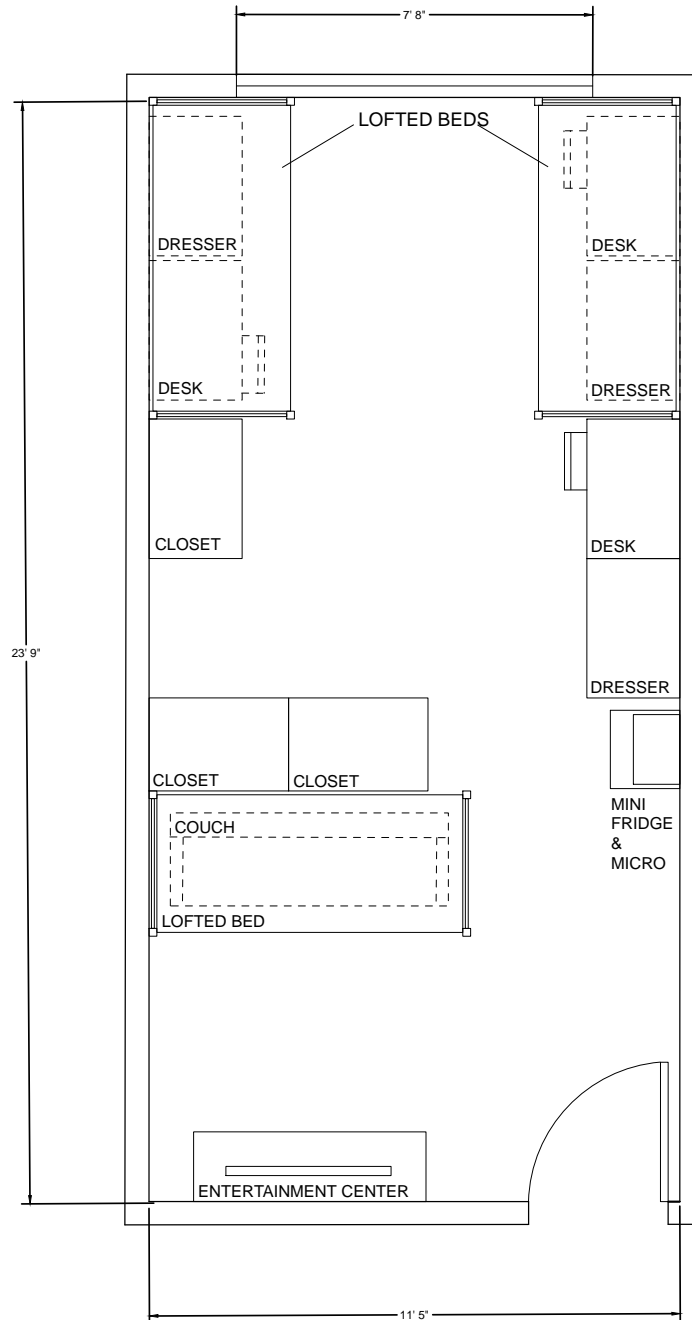 7' 8"
LOFTED BEDS
DRESSER
DESK
DESK
DRESSER
CLOSET
DESK
DRESSER
23' 9"
CLOSET
CLOSET
MINI
FRIDGE
&
MICRO
COUCH
LOFTED BED
ENTERTAINMENT CENTER
11' 5"